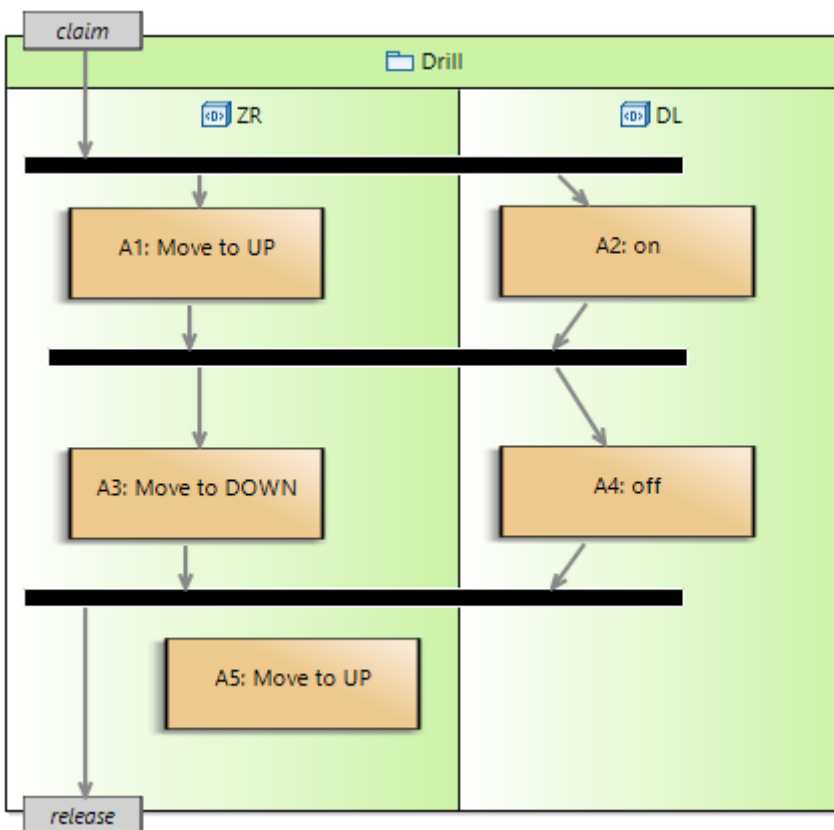 claim
Drill
ZR
DL
A1: Move to UP
A2: on
A3: Move to DOWN
A4: off
A5: Move to UP
release